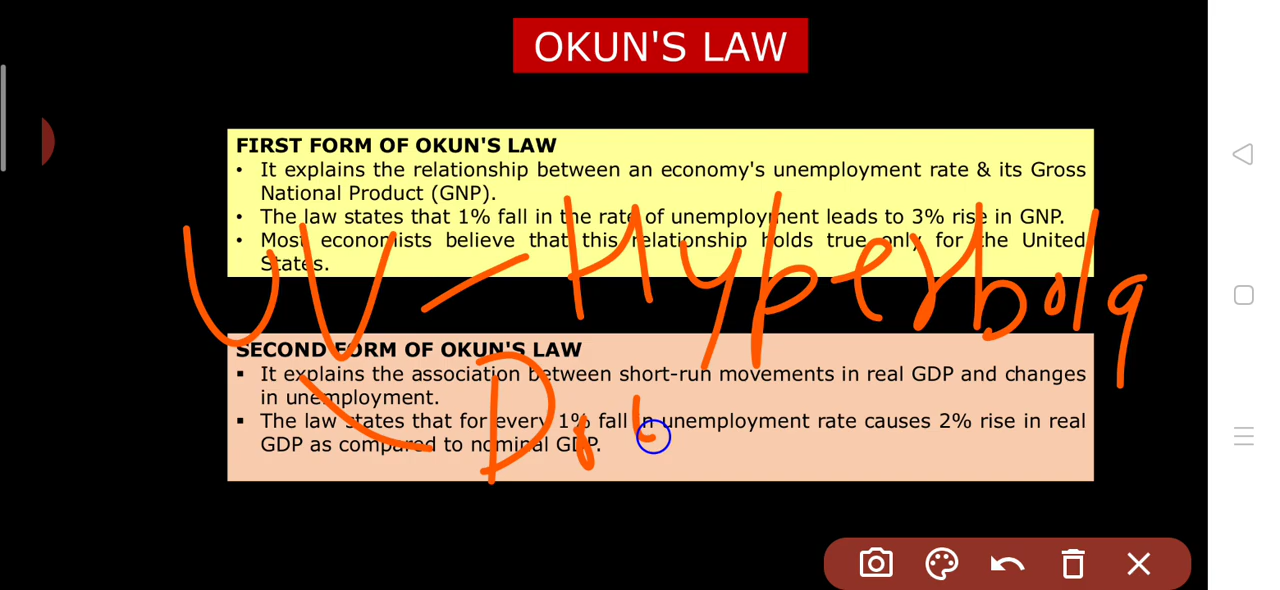 OKUN'S LAW
FIRST FORM OF OKUN'S LAW
• It explains the relationship between an economy's unemployment rate & its Gross
National Product (GNP).
• The law states that 1% fall in the rate of unemployment leads to 3% rise in GNP.
• Most economists believe that this relationship holds true only for the United
States.
UV - Hyperbola
SECOND FORM OF OKUN'S LAW
▪ It explains the association between short-run movements in real GDP and changes
in unemployment.
▪ The law states that for every 1% fall in unemployment rate causes 2% rise in real
GDP as compared to nominal GDP.